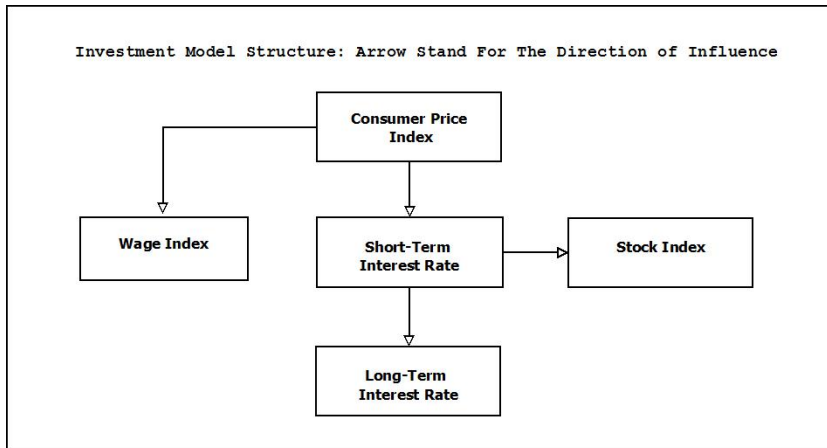 Investment Model Structure: Arrow Stand For The Direction of Influence
Consumer Price
Index
Wage Index
Short-Term
Interest Rate
Stock Index
Long-Term
Interest Rate